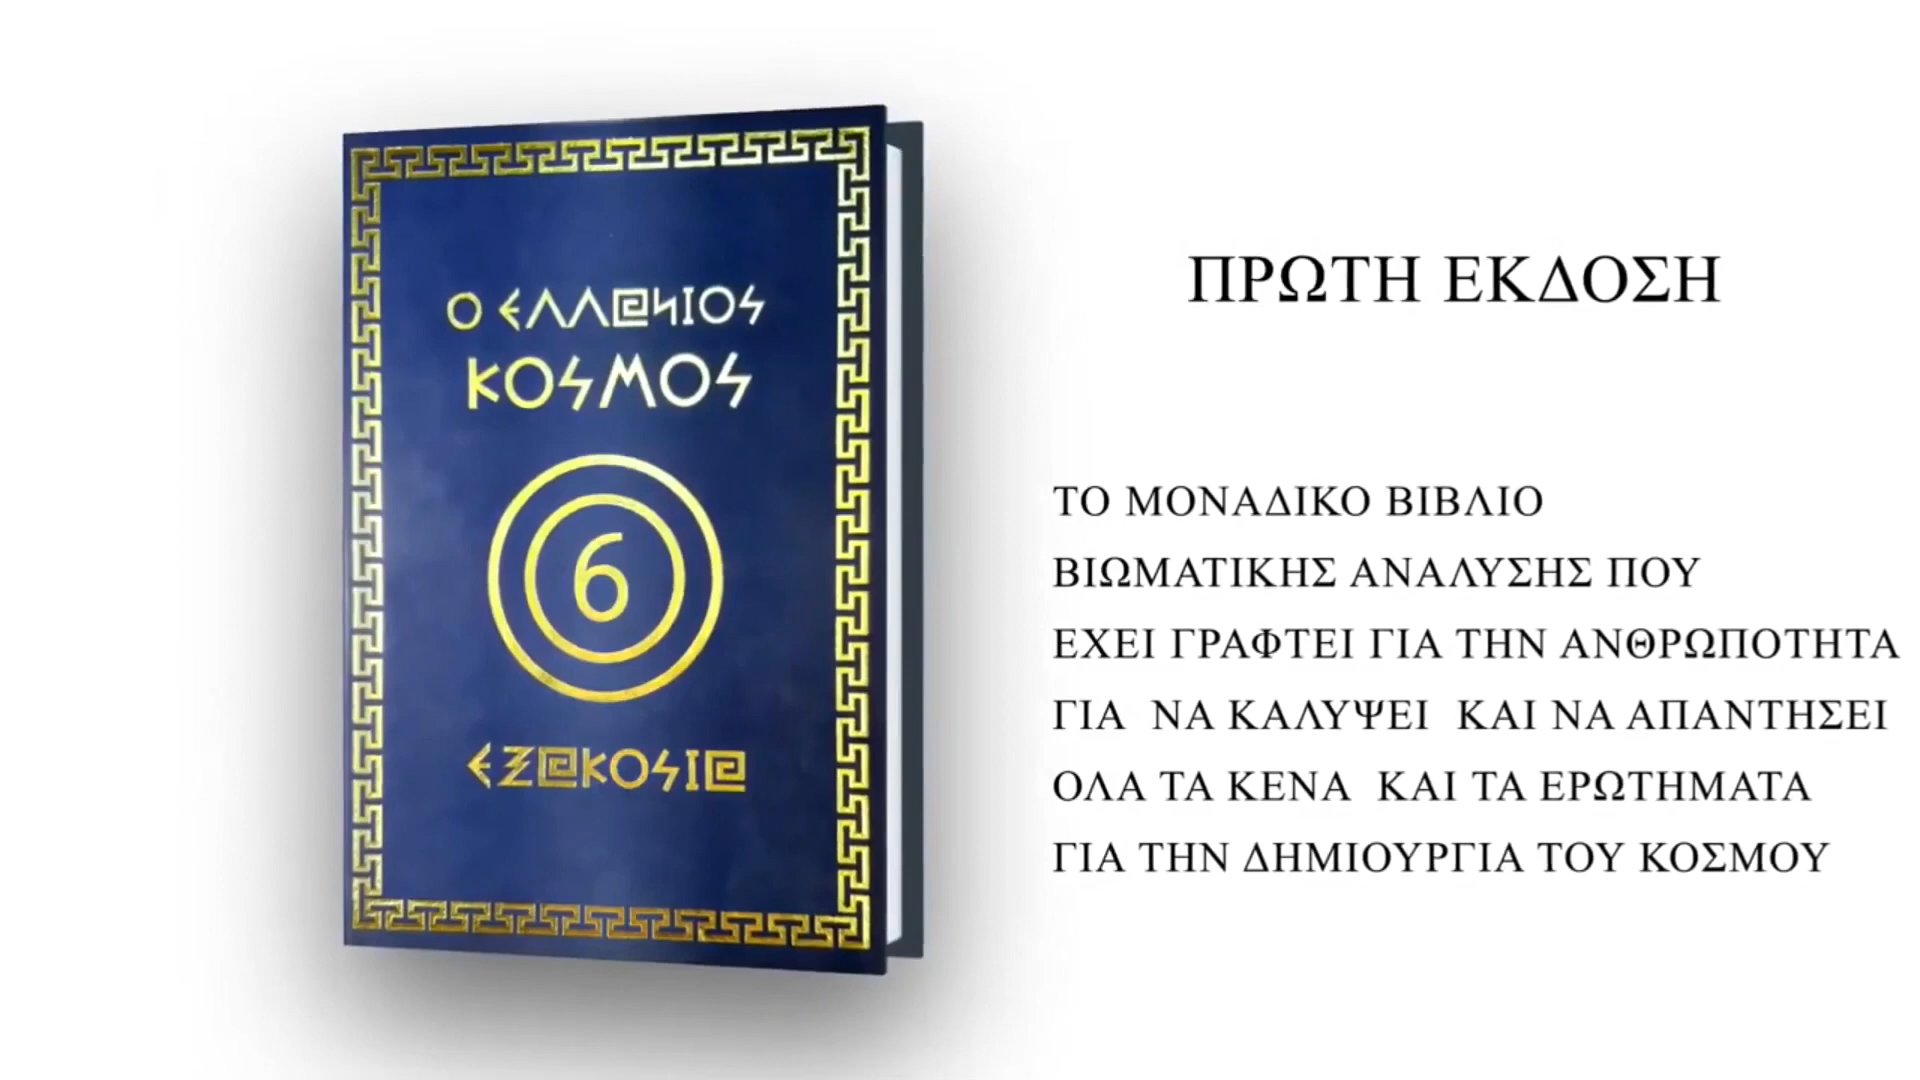 Ο ΕΛΛΗΝΙΟΣ
ΚΟΣΜΟΣ
6
ΕΞΑΚΟΣΙΑ
ΠΡΩΤΗ ΕΚΔΟΣΗ
ΤΟ ΜΟΝΑΔΙΚΟ ΒΙΒΛΙΟ
ΒΙΩΜΑΤΙΚΗΣ ΑΝΑΛΥΣΗΣ ΠΟΥ
ΕΧΕΙ ΓΡΑΦΤΕΙ ΓΙΑ ΤΗΝ ΑΝΘΡΩΠΟΤΗΤΑ
ΓΙΑ ΝΑ ΚΑΛΥΨΕΙ ΚΑΙ ΝΑ ΑΠΑΝΤΗΣΕΙ
ΟΛΑ ΤΑ ΚΕΝΑ ΚΑΙ ΤΑ ΕΡΩΤΗΜΑΤΑ
ΓΙΑ ΤΗΝ ΔΗΜΙΟΥΡΓΙΑ ΤΟΥ ΚΟΣΜΟΥ